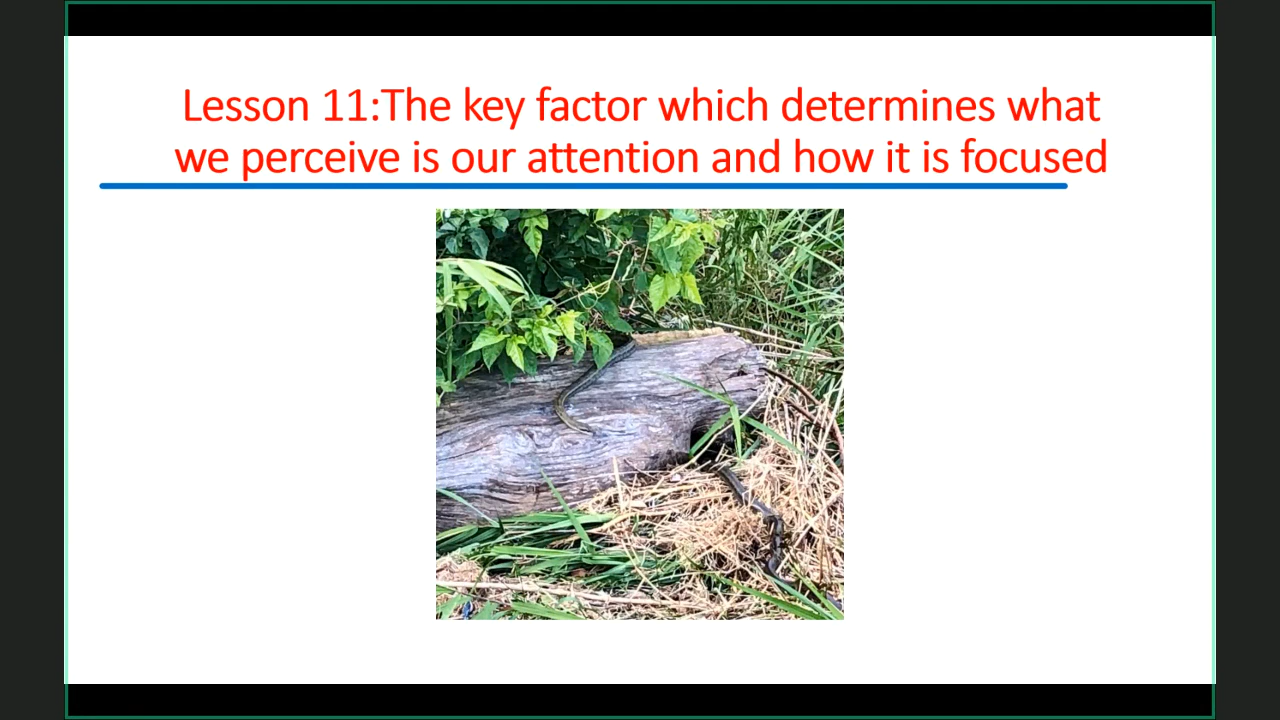 Lesson 11:The key factor which determines what
we perceive is our attention and how it is focused